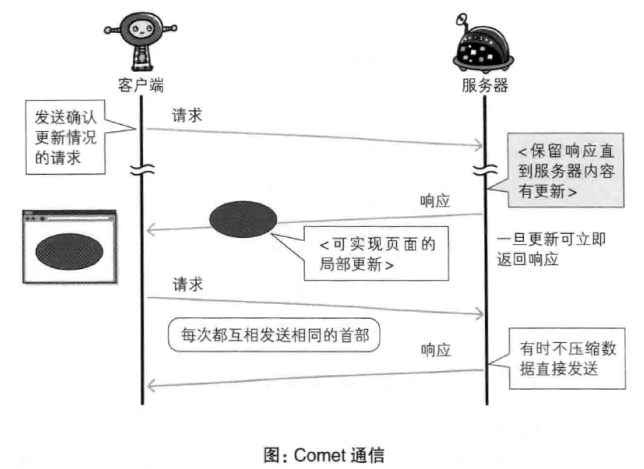 客户端
服务器
发送确认
更新情况
的请求
请求
<保留响应直
到服务器内容
有更新>
响应
<可实现页面的
局部更新>
一旦更新可立即
返回响应
请求
每次都互相发送相同的首部
响应
有时不压缩数
据直接发送
图：Comet 通信